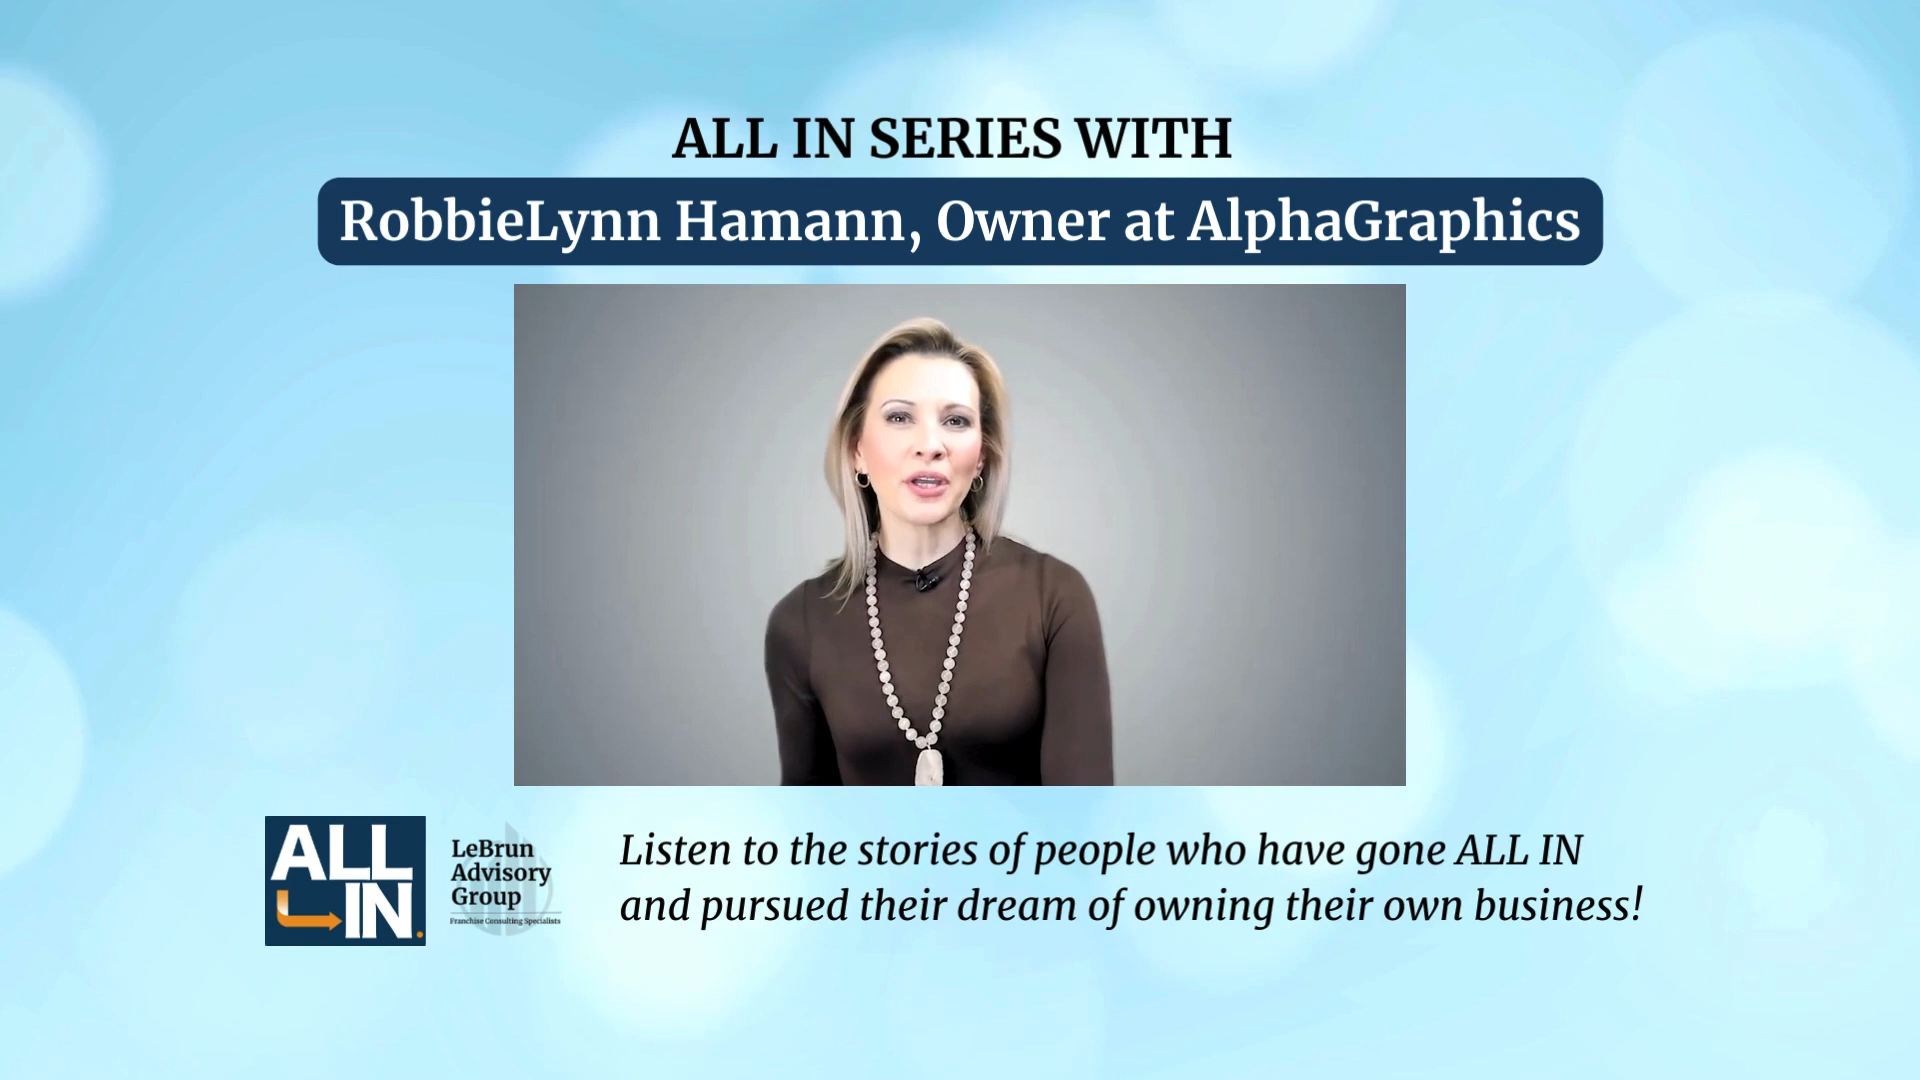 ALL IN SERIES WITH
RobbieLynn Hamann, Owner at AlphaGraphics
ALL
IN.
LeBrun
Advisory
Group
Franchise Consulting Specialists
Listen to the stories of people who have gone ALL IN
and pursued their dream of owning their own business!